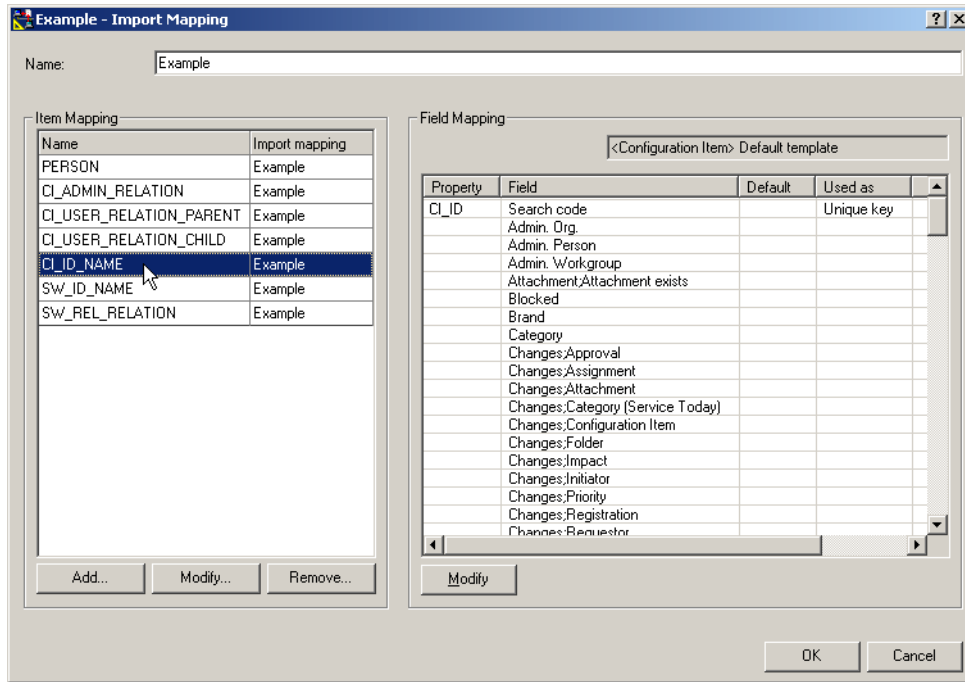 Example - Import Mapping
Name: Example
Item Mapping
Name Import mapping
PERSON Example
CI_ADMIN_RELATION Example
CI_USER_RELATION_PARENT Example
CI_USER_RELATION_CHILD Example
CI_ID_NAME Example
SW_ID_NAME Example
SW_REL_RELATION Example
Add... Modify... Remove...
Field Mapping
<Configuration Item> Default template
Property Field Default Used as
CI_ID Search code Unique key
Admin. Org.
Admin. Person
Admin. Workgroup
Attachment;Attachment exists
Blocked
Brand
Category
Changes;Approval
Changes;Assignment
Changes;Attachment
Changes;Category (Service Today)
Changes;Configuration Item
Changes;Folder
Changes;Impact
Changes;Initiator
Changes;Priority
Changes;Registration
Changes;Requestor
Modify
OK Cancel